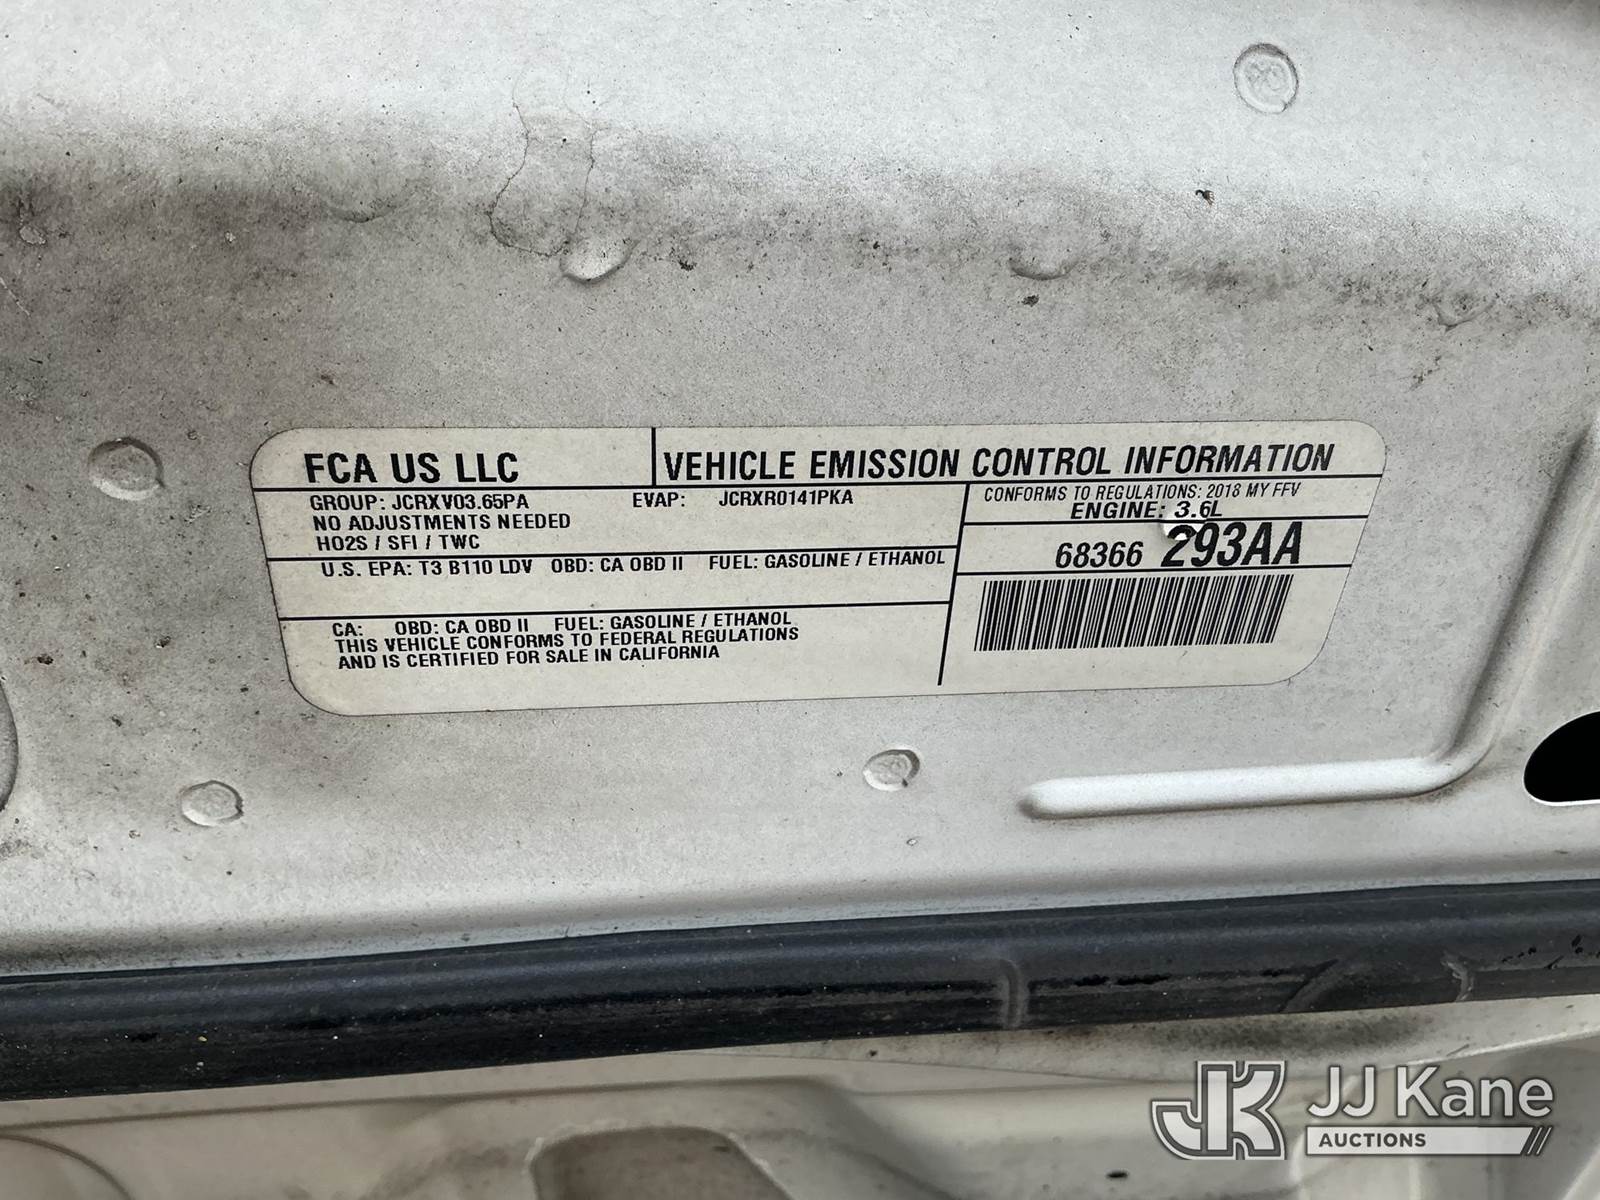 FCA US LLC
VEHICLE EMISSION CONTROL INFORMATION
GROUP: JCRXV03.65PA EVAP: JCRXR0141PKA
NO ADJUSTMENTS NEEDED
HO2S / SFI / TWC
U.S. EPA: T3 B110 LDV OBD: CA OBD II FUEL: GASOLINE / ETHANOL
CA: OBD: CA OBD II FUEL: GASOLINE / ETHANOL
THIS VEHICLE CONFORMS TO FEDERAL REGULATIONS
AND IS CERTIFIED FOR SALE IN CALIFORNIA
CONFORMS TO REGULATIONS: 2018 MY FFV
ENGINE: 3.6L
68366 293AA
JK JJ Kane
AUCTIONS